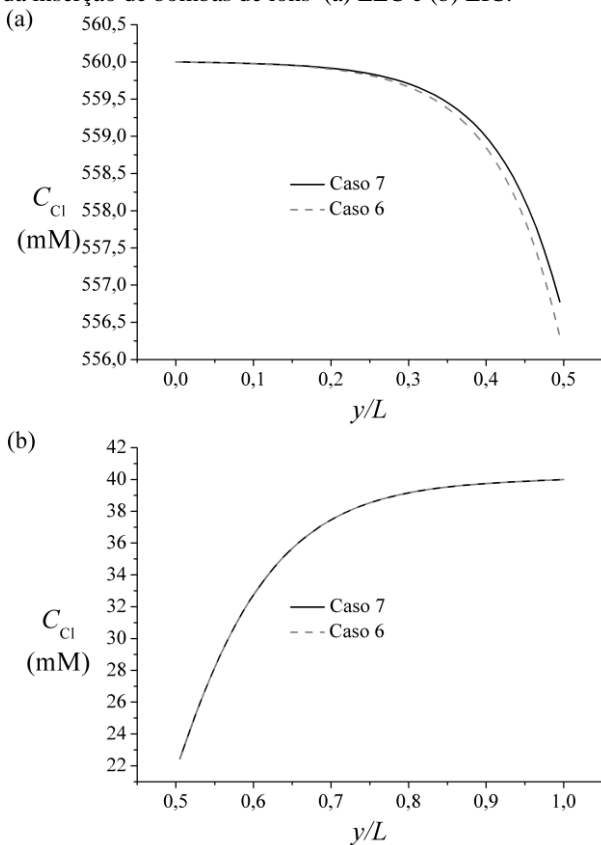 da inserção de bombas de íons (a) LEC e (b) LIC.
(a)
560,5
560,0
559,5
559,0
558,5
558,0
557,5
557,0
556,5
556,0
C_Cl
(mM)
Caso 7
Caso 6
0,0 0,1 0,2 0,3 0,4 0,5
y/L
(b)
42
40
38
36
34
32
30
28
26
24
22
C_Cl
(mM)
Caso 7
Caso 6
0,5 0,6 0,7 0,8 0,9 1,0
y/L